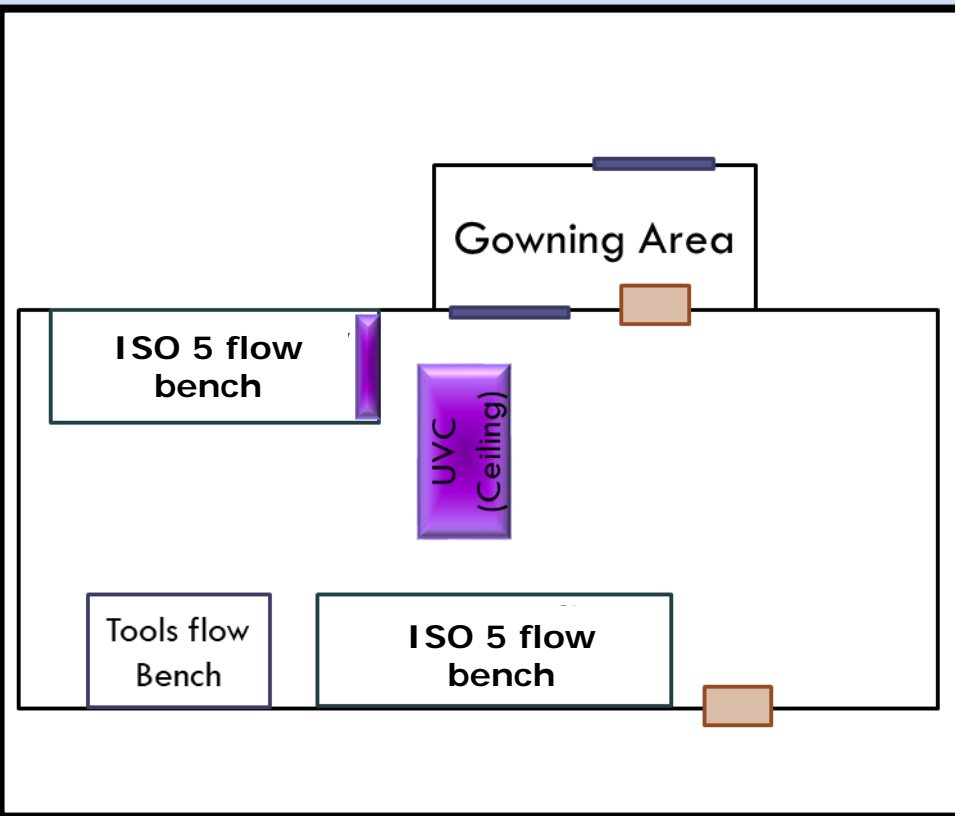 Gowning Area
ISO 5 flow
bench
UVC
(Ceiling)
Tools flow
Bench
ISO 5 flow
bench